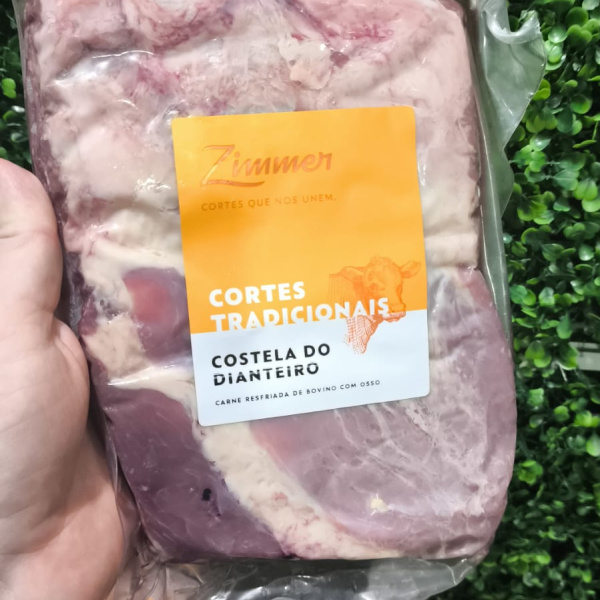 Zimmer
CORTES QUE NOS UNEM.
CORTES
TRADICIONAIS
COSTELA DO
DIANTEIRO
CARNE RESFRIADA DE BOVINO COM OSSO